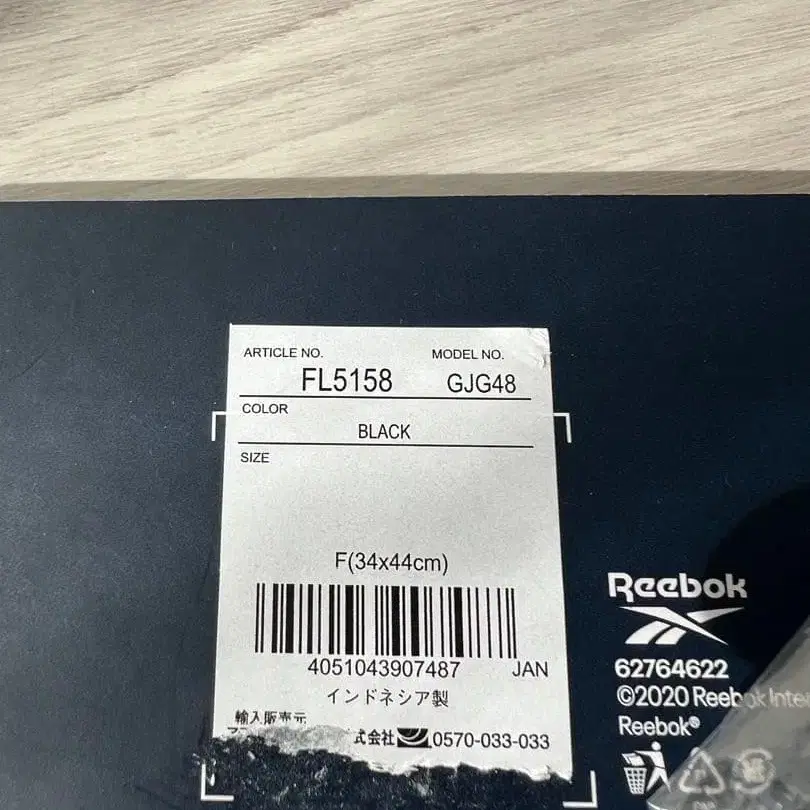 ARTICLE NO. MODEL NO.
FL5158 GJG48
COLOR
BLACK
SIZE
F(34x44cm)
4051043907487 JAN
インドネシア製
輸入販売元
式会社 0570-033-033
Reebok
62764622
©2020 Reebok Inte
Reebok®